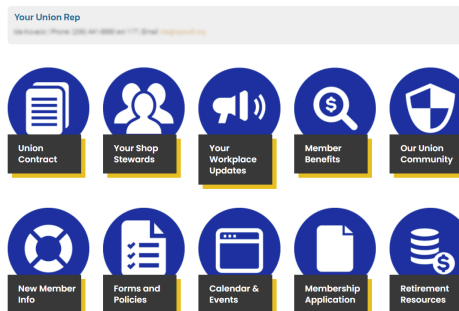 Your Union Rep
Union Contract
Your Shop Stewards
Your Workplace Updates
Member Benefits
Our Union Community
New Member Info
Forms and Policies
Calendar & Events
Membership Application
Retirement Resources